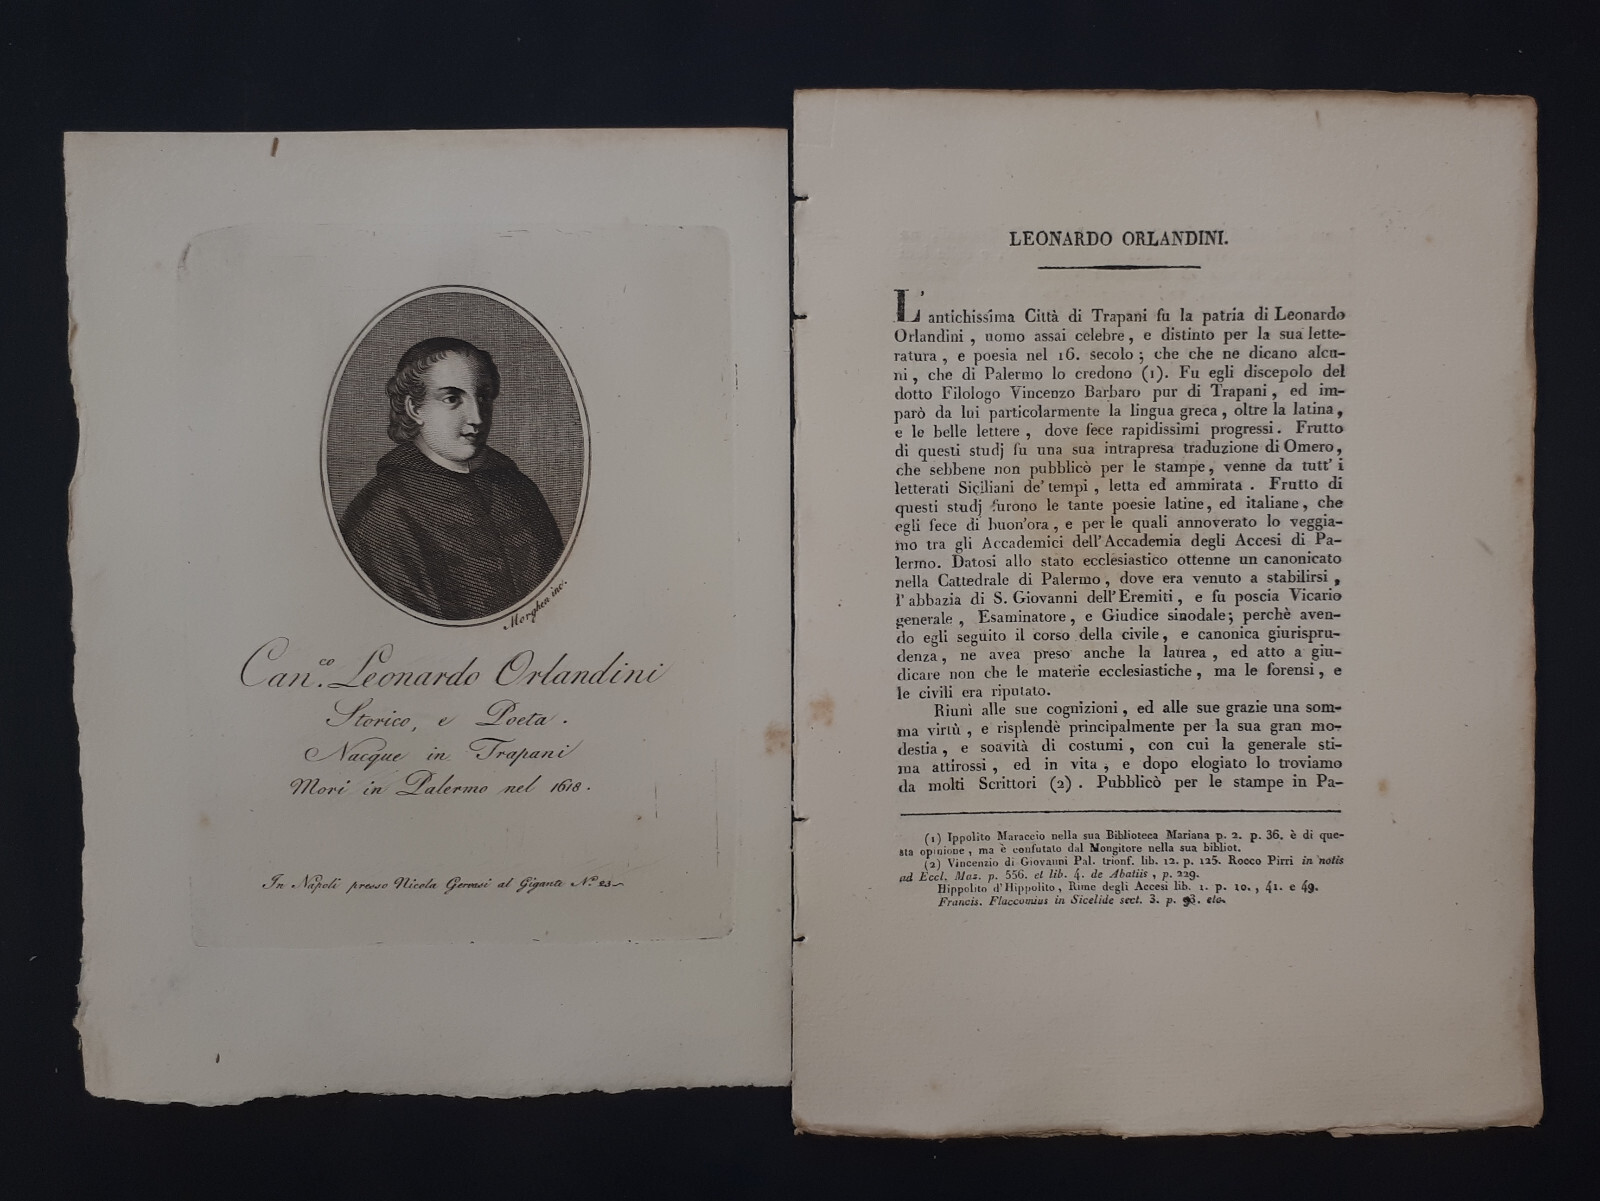 Morghen inc.
Can.co Leonardo Orlandini
Storico, e Poeta.
Nacque in Trapani
Morì in Palermo nel 1618.
In Napoli presso Nicola Gervasi al Gigante N.º 23
LEONARDO ORLANDINI.
L' antichissima Città di Trapani fu la patria di Leonardo
Orlandini , uomo assai celebre, e distinto per la sua lette-
ratura , e poesia nel 16. secolo ; che che ne dicano alcu-
ni , che di Palermo lo credono (1). Fu egli discepolo del
dotto Filologo Vincenzo Barbaro pur di Trapani , ed im-
parò da lui particolarmente la lingua greca , oltre la latina ,
e le belle lettere , dove fece rapidissimi progressi . Frutto
di questi studj fu una sua intrapresa traduzione di Omero,
che sebbene non pubblicò per le stampe, venne da tutt' i
letterati Siciliani de' tempi , letta ed ammirata . Frutto di
questi studj furono le tante poesie latine, ed italiane, che
egli fece di buon'ora , e per le quali annoverato lo veggia-
mo tra gli Accademici dell'Accademia degli Accesi di Pa-
lermo. Datosi allo stato ecclesiastico ottenne un canonicato
nella Cattedrale di Palermo, dove era venuto a stabilirsi ,
l'abbazia di S. Giovanni dell'Eremiti , e fu poscia Vicario
generale , Esaminatore, e Giudice sinodale; perchè aven-
do egli seguito il corso della civile, e canonica giurispru-
denza, ne avea preso anche la laurea , ed atto a giu-
dicare non che le materie ecclesiastiche, ma le forensi, e
le civili era riputato.
Riunì alle sue cognizioni, ed alle sue grazie una som-
ma virtù , e risplendè principalmente per la sua gran mo-
destia , e soavità di costumi , con cui la generale sti-
ma attirossi , ed in vita , e dopo elogiato lo troviamo
da molti Scrittori (2) . Pubblicò per le stampe in Pa-
(1) Ippolito Maraccio nella sua Biblioteca Mariana p. 2. p. 36. è di que-
sta opinione, ma è confutato dal Mongitore nella sua bibliot.
(2) Vincenzio di Giovanni Pal. trionf. lib. 12. p. 125. Rocco Pirri in notis
ad Eccl. Maz. p. 556. et lib. 4. de Abatiis , p. 229.
Hippolito d'Hippolito, Rime degli Accesi lib. 1. p. 10., 41. e 49.
Francis. Flaccomius in Sicelide sect. 3. p. 93. etc.